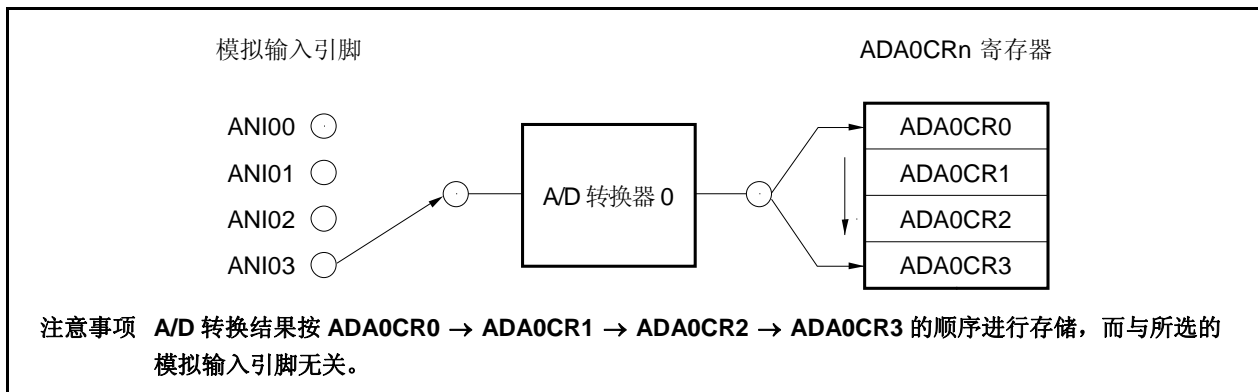 模拟输入引脚
ADA0CRn 寄存器
ANI00
ANI01
ANI02
ANI03
A/D 转换器 0
ADA0CR0
ADA0CR1
ADA0CR2
ADA0CR3
注意事项 A/D 转换结果按 ADA0CR0 → ADA0CR1 → ADA0CR2 → ADA0CR3 的顺序进行存储，而与所选的
模拟输入引脚无关。